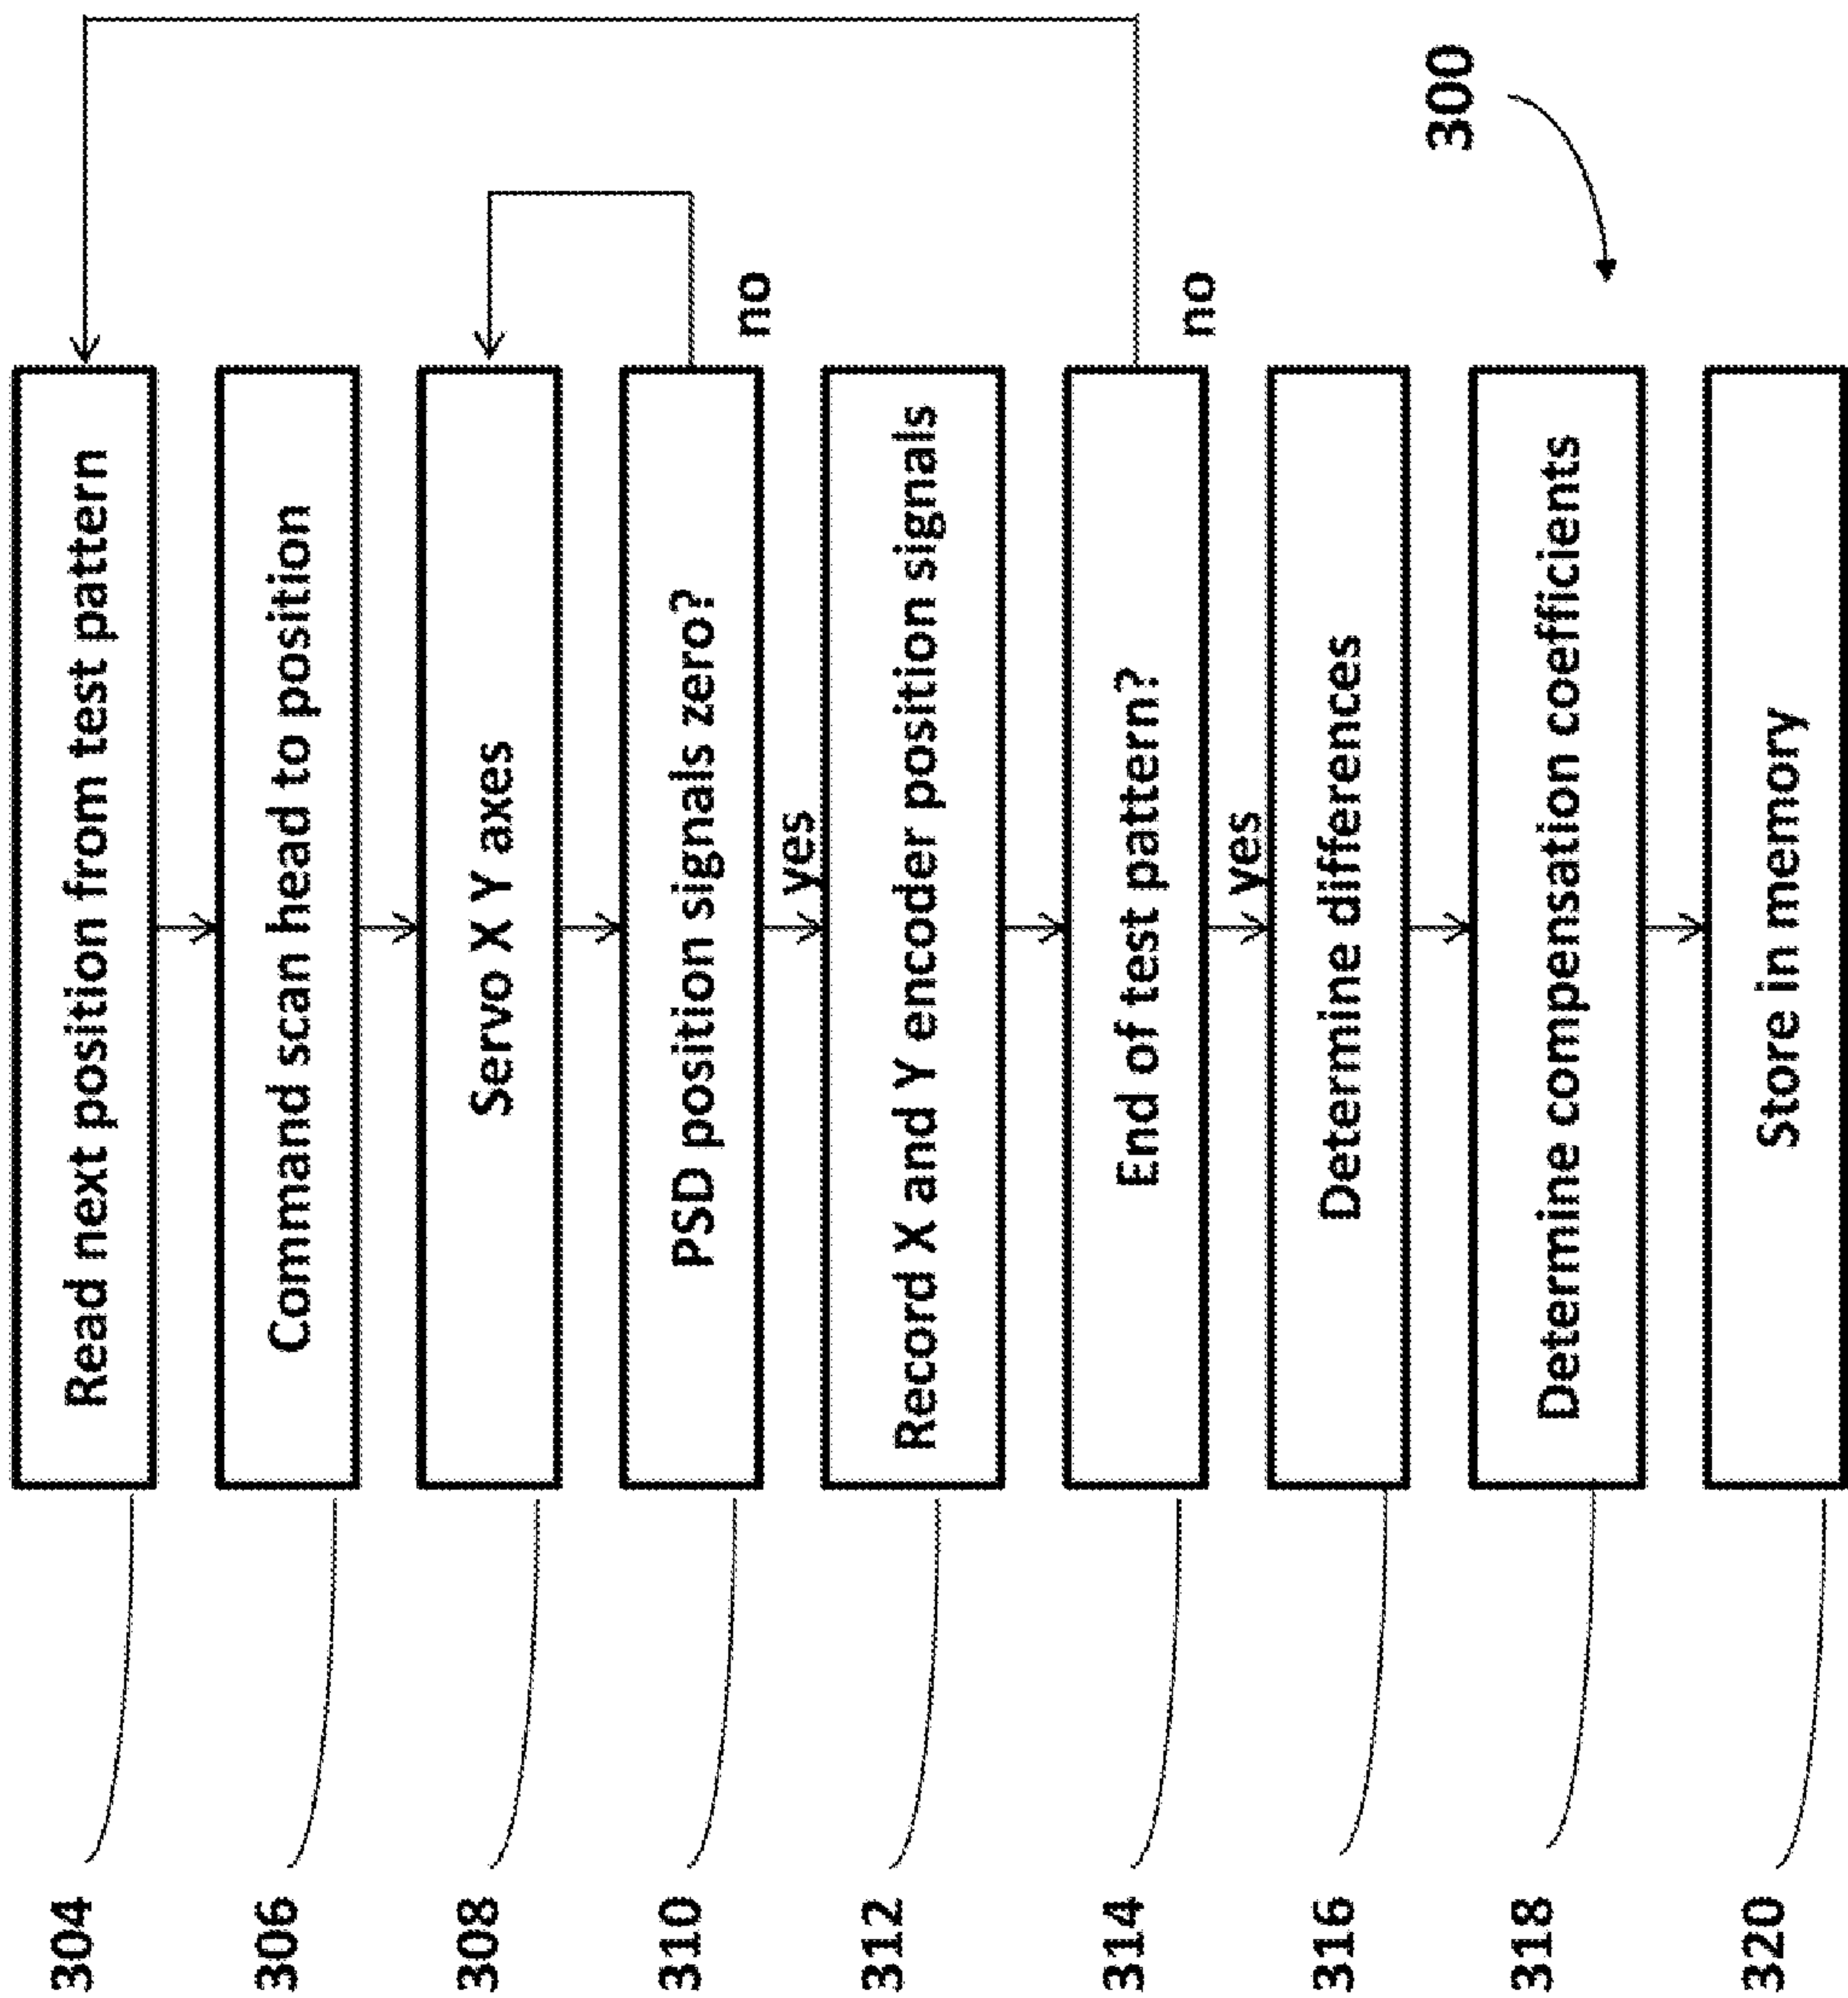 304
Read next position from test pattern
306
Command scan head to position
308
Servo X Y axes
310
PSD position signals zero?
no
yes
312
Record X and Y encoder position signals
314
End of test pattern?
no
yes
316
Determine differences
318
Determine compensation coefficients
320
Store in memory
300